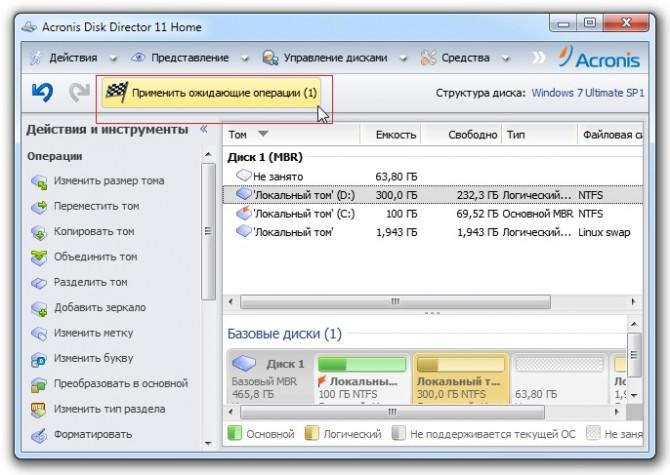 Acronis Disk Director 11 Home
Действия Представление Управление дисками Средства Acronis
Применить ожидающие операции (1) Структура диска: Windows 7 Ultimate SP1
Действия и инструменты
Операции
Изменить размер тома
Переместить том
Копировать том
Объединить том
Разделить том
Добавить зеркало
Изменить метку
Изменить букву
Преобразовать в основной
Изменить тип раздела
Форматировать
Том Емкость Свободно Тип Файловая си
Диск 1 (MBR)
Не занято 63,80 ГБ
'Локальный том' (D:) 300,0 ГБ 232,3 ГБ Логический... NTFS
'Локальный том' (C:) 100 ГБ 69,52 ГБ Основной MBR NTFS
'Локальный том' 1,943 ГБ Логический... Linux swap
Базовые диски (1)
Диск 1
Базовый MBR
465,8 ГБ
Локальны...
100 ГБ NTFS
Локальный т...
300,0 ГБ NTFS
63,80 ГБ
Основной Логический Не поддерживается текущей ОС Не заня